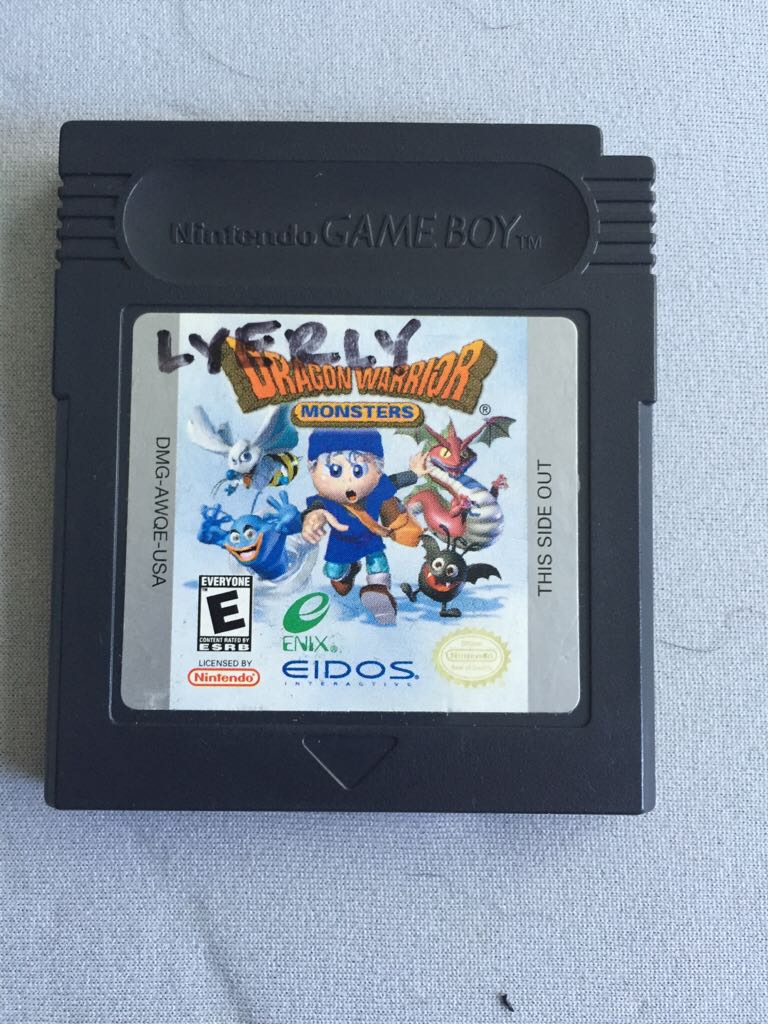 Nintendo GAME BOY TM
LYERLY
DRAGON WARRIOR
MONSTERS ®
DMG-AWQE-USA
THIS SIDE OUT
EVERYONE
E
CONTENT RATED BY
ESRB
LICENSED BY
Nintendo
ENIX®
EIDOS®
INTERACTIVE
Nintendo